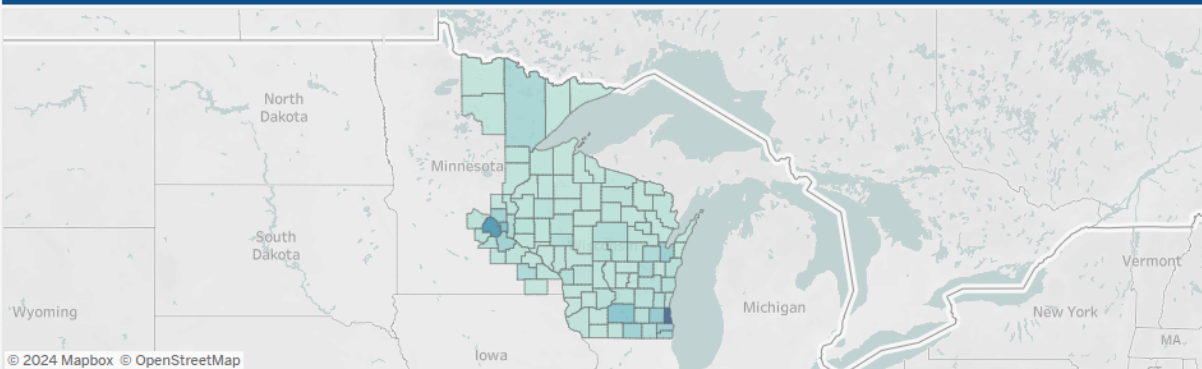 North
Dakota
Minnesota
South
Dakota
Wyoming
Michigan
Vermont
New York
MA
Iowa
© 2024 Mapbox © OpenStreetMap